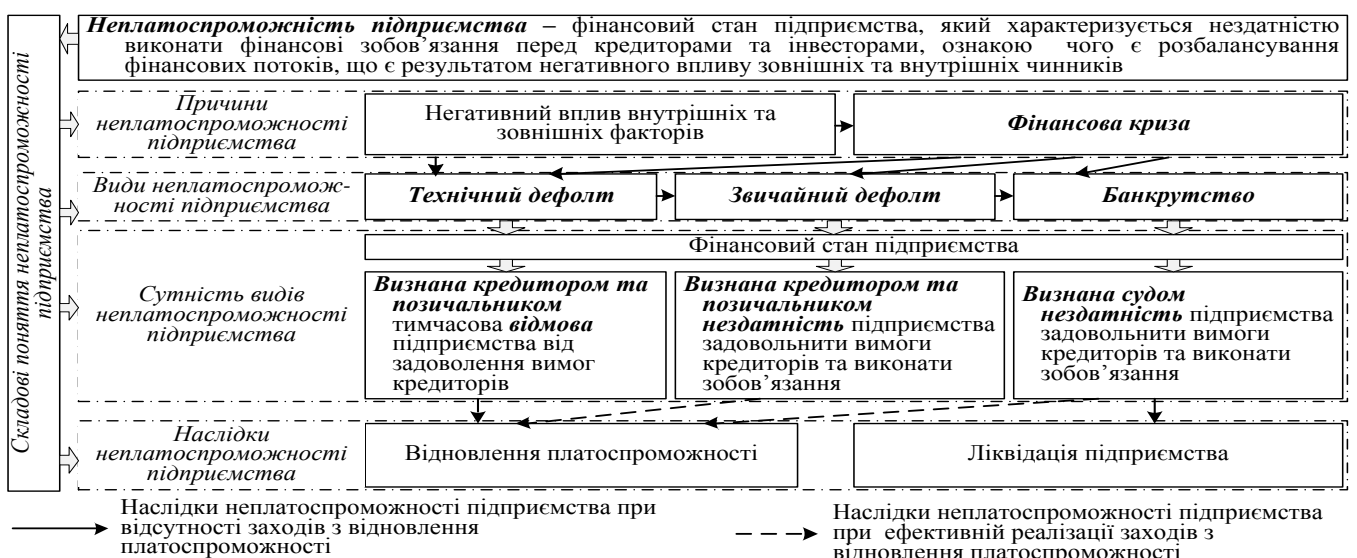 Складові поняття неплатоспроможності
підприємства
Неплатоспроможність підприємства – фінансовий стан підприємства, який характеризується нездатністю
виконати фінансові зобов’язання перед кредиторами та інвесторами, ознакою чого є розбалансування
фінансових потоків, що є результатом негативного впливу зовнішніх та внутрішніх чинників
Причини
неплатоспроможності
підприємства
Негативний вплив внутрішніх та
зовнішніх факторів
Фінансова криза
Види неплатоспромож-
ності підприємства
Технічний дефолт
Звичайний дефолт
Банкрутство
Фінансовий стан підприємства
Сутність видів
неплатоспроможності
підприємства
Визнана кредитором та
позичальником
тимчасова відмова
підприємства від
задоволення вимог
кредиторів
Визнана кредитором та
позичальником
нездатність підприємства
задовольнити вимоги
кредиторів та виконати
зобов’язання
Визнана судом
нездатність підприємства
задовольнити вимоги
кредиторів та виконати
зобов’язання
Наслідки
неплатоспроможності
підприємства
Відновлення платоспроможності
Ліквідація підприємства
Наслідки неплатоспроможності підприємства при
відсутності заходів з відновлення
платоспроможності
Наслідки неплатоспроможності підприємства
при ефективній реалізації заходів з
відновлення платоспроможності